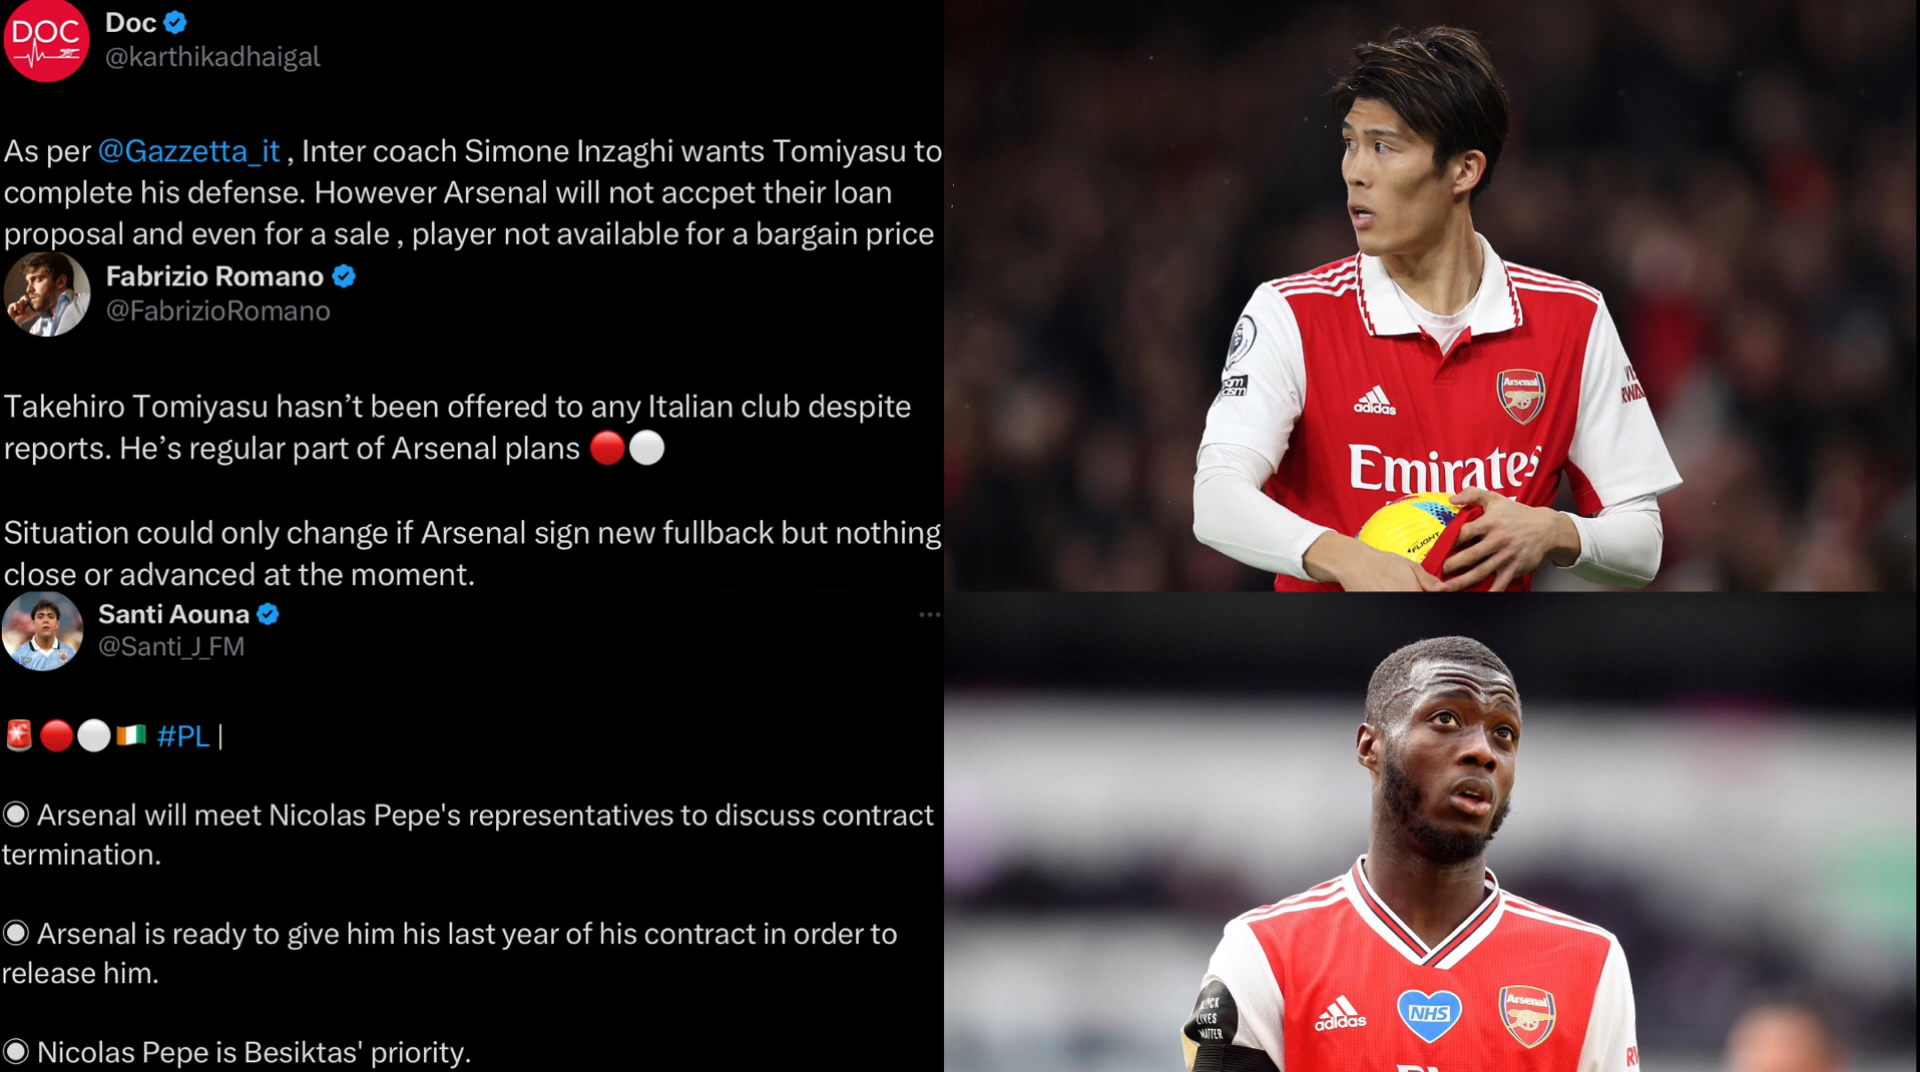 DOC
Doc
@karthikadhaigal
As per @Gazzetta_it , Inter coach Simone Inzaghi wants Tomiyasu to
complete his defense. However Arsenal will not accpet their loan
proposal and even for a sale , player not available for a bargain price
Fabrizio Romano
@FabrizioRomano
Takehiro Tomiyasu hasn’t been offered to any Italian club despite
reports. He’s regular part of Arsenal plans 🔴⚪
Situation could only change if Arsenal sign new fullback but nothing
close or advanced at the moment.
Santi Aouna
@Santi_J_FM
🚨🔴⚪🇨🇮 #PL |
◉ Arsenal will meet Nicolas Pepe's representatives to discuss contract
termination.
◉ Arsenal is ready to give him his last year of his contract in order to
release him.
◉ Nicolas Pepe is Besiktas' priority.
adidas
Arsenal
Emirates
FLIGHT
LIVES
MATTER
adidas
NHS
Arsenal